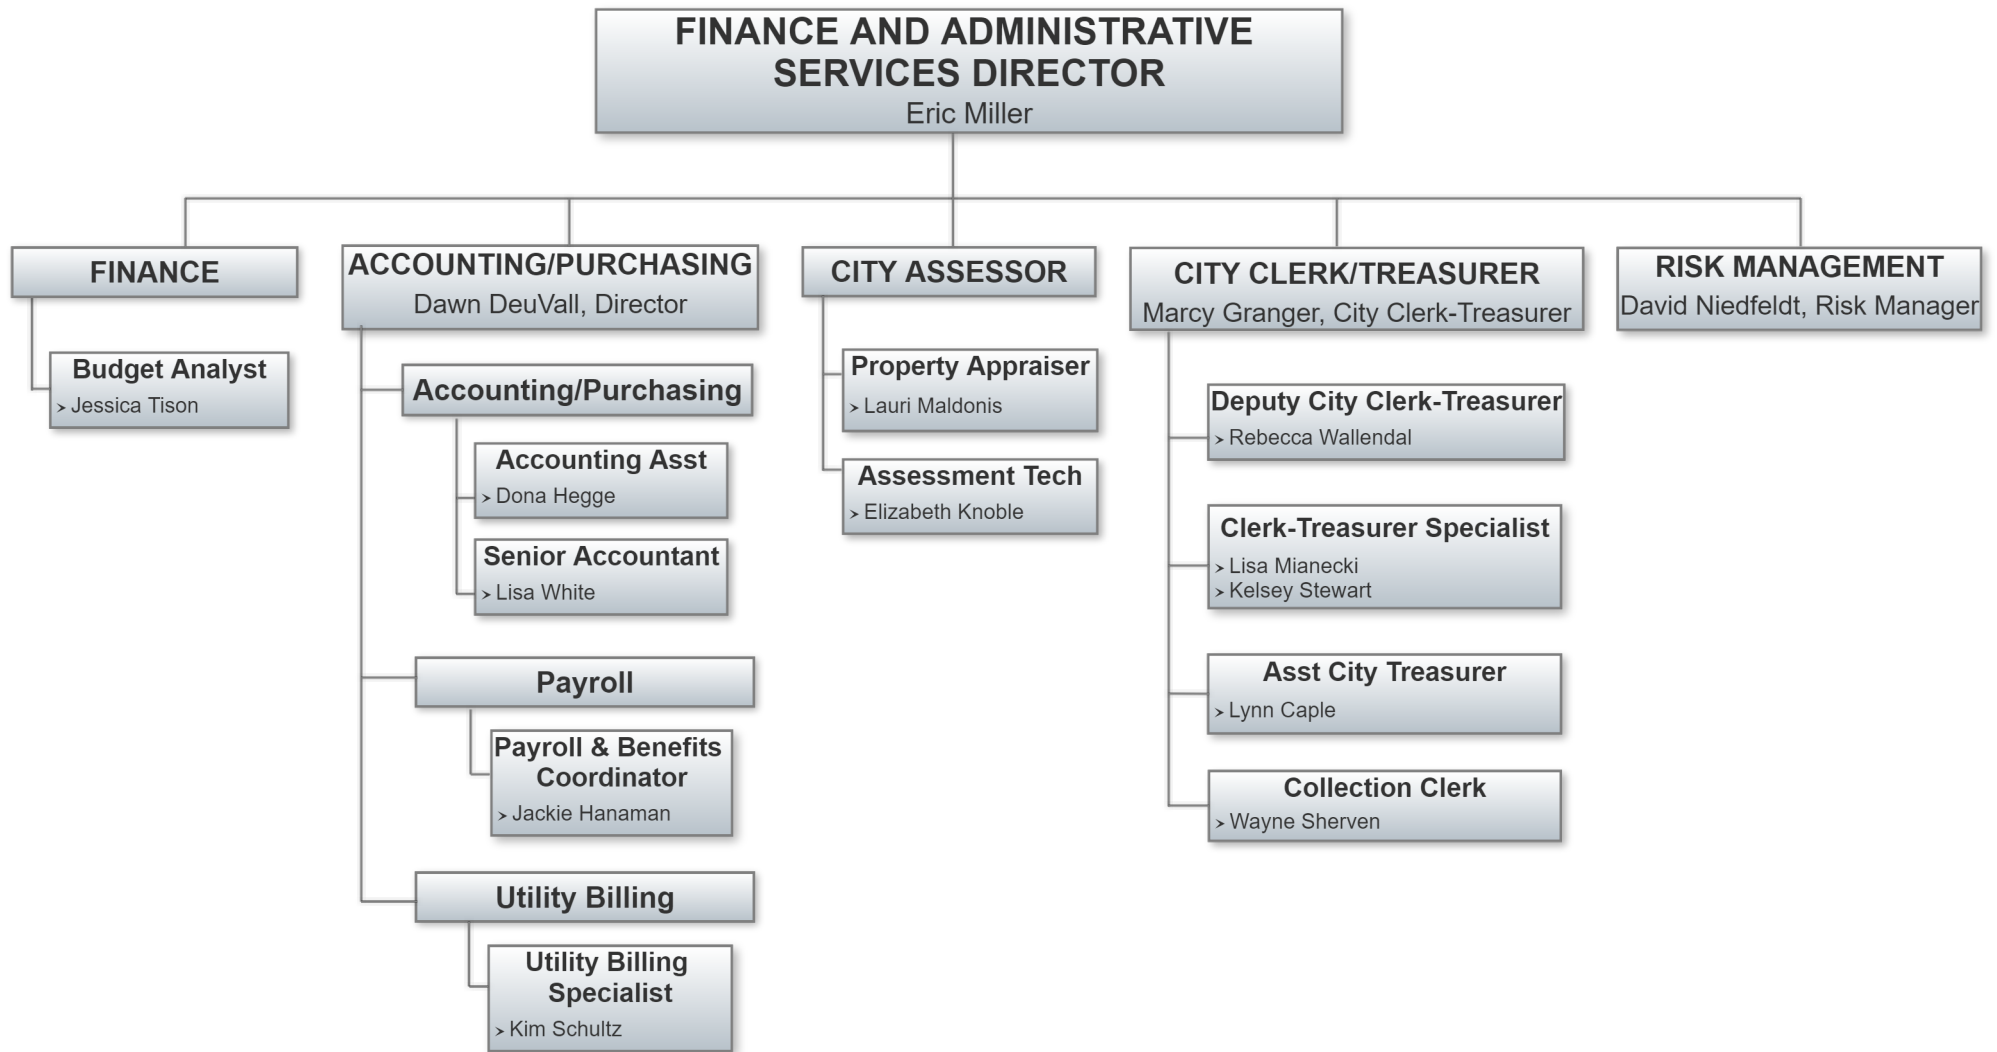 FINANCE AND ADMINISTRATIVE
SERVICES DIRECTOR
Eric Miller
FINANCE
Budget Analyst
Jessica Tison
ACCOUNTING/PURCHASING
Dawn DeuVall, Director
Accounting/Purchasing
Accounting Asst
Dona Hegge
Senior Accountant
Lisa White
Payroll
Payroll & Benefits
Coordinator
Jackie Hanaman
Utility Billing
Utility Billing
Specialist
Kim Schultz
CITY ASSESSOR
Property Appraiser
Lauri Maldonis
Assessment Tech
Elizabeth Knoble
CITY CLERK/TREASURER
Marcy Granger, City Clerk-Treasurer
Deputy City Clerk-Treasurer
Rebecca Wallendal
Clerk-Treasurer Specialist
Lisa Mianecki
Kelsey Stewart
Asst City Treasurer
Lynn Caple
Collection Clerk
Wayne Sherven
RISK MANAGEMENT
David Niedfeldt, Risk Manager